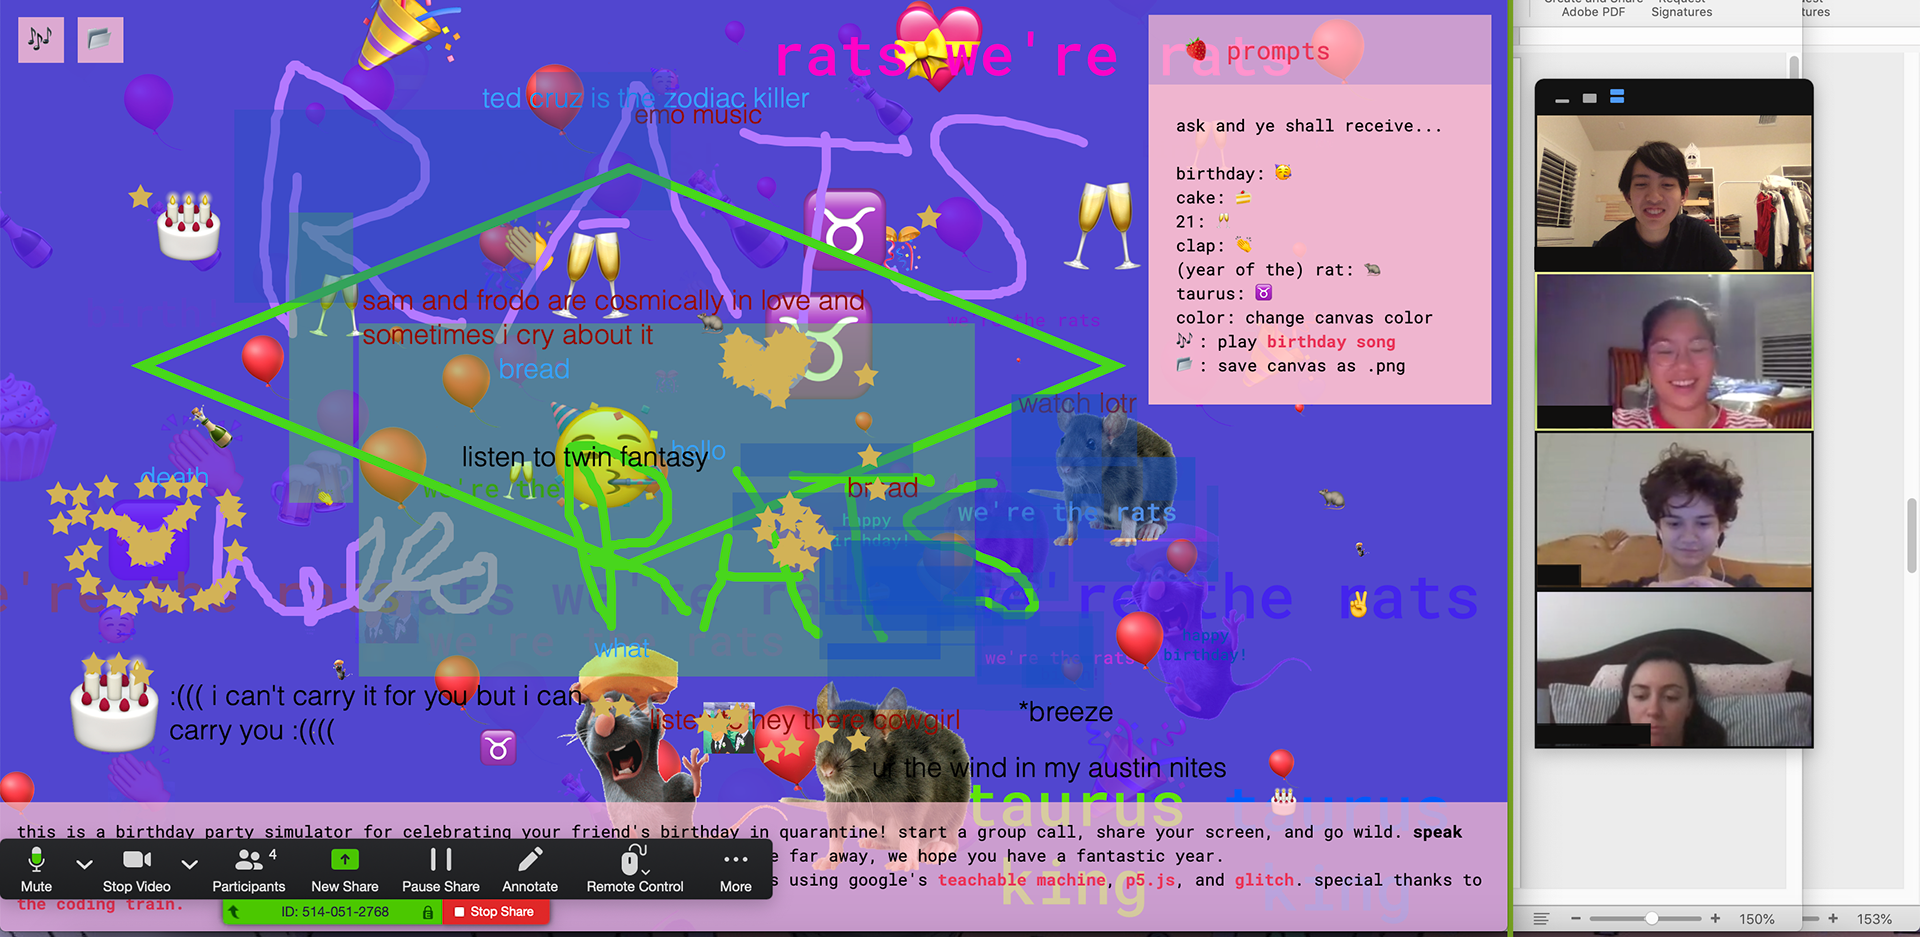 Adobe PDF
Signatures
rats we're rats
🍓 prompts
ted cruz is the zodiac killer
emo music
RATS
ask and ye shall receive...
birthday: 🥳
cake: 🍰
21: 🥂
clap: 👏
(year of the) rat: 🐀
taurus: ♉
color: change canvas color
🎶: play birthday song
📁: save canvas as .png
sam and frodo are cosmically in love and
sometimes i cry about it
we're the rats
bread
watch lotr
hello
listen to twin fantasy
death
we're the
bread
happy
birthday!
we're the rats
RATS
we're the rats
we're the rats
what
we're the rats
we're the rats
happy
birthday!
:((( i can't carry it for you but i can
carry you :((((
hey there cowgirl
*breeze
ur the wind in my austin nites
taurus
taurus
king
this is a birthday party simulator for celebrating your friend's birthday in quarantine! start a group call, share your screen, and go wild. speak
far away, we hope you have a fantastic year.
using google's teachable machine, p5.js, and glitch. special thanks to
the coding train.
Mute
Stop Video
Participants
4
New Share
Pause Share
Annotate
Remote Control
More
ID: 514-051-2768
Stop Share
150%
153%